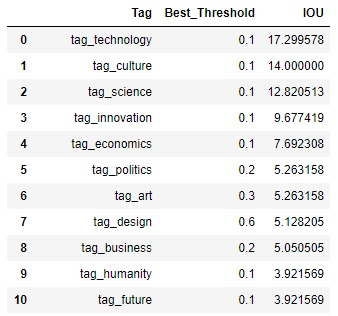 Tag Best_Threshold IOU
0 tag_technology 0.1 17.299578
1 tag_culture 0.1 14.000000
2 tag_science 0.1 12.820513
3 tag_innovation 0.1 9.677419
4 tag_economics 0.1 7.692308
5 tag_politics 0.2 5.263158
6 tag_art 0.3 5.263158
7 tag_design 0.6 5.128205
8 tag_business 0.2 5.050505
9 tag_humanity 0.1 3.921569
10 tag_future 0.1 3.921569